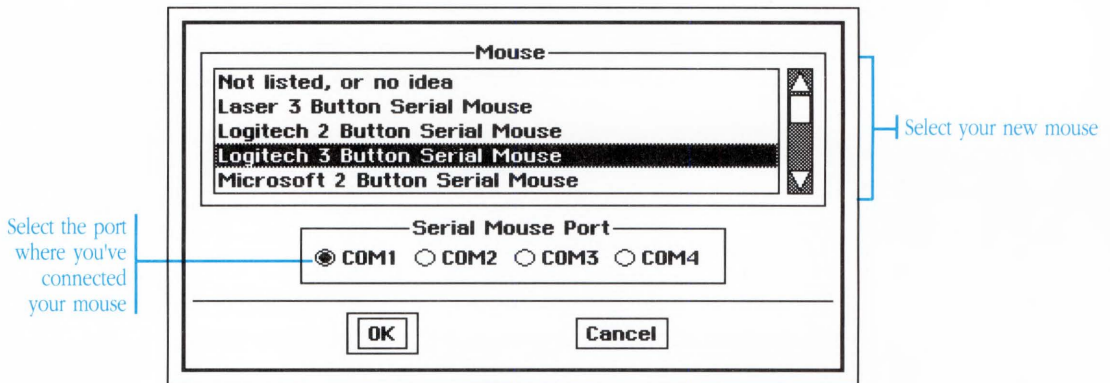 Mouse
Not listed, or no idea
Laser 3 Button Serial Mouse
Logitech 2 Button Serial Mouse
Logitech 3 Button Serial Mouse
Microsoft 2 Button Serial Mouse
Select your new mouse
Serial Mouse Port
COM1 COM2 COM3 COM4
Select the port
where you've
connected
your mouse
OK Cancel